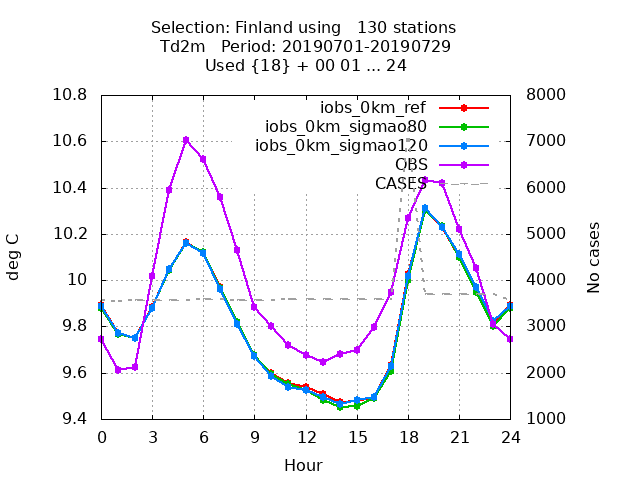 Selection: Finland using   130 stations
Td2m   Period: 20190701-20190729
Used {18} + 00 01 ... 24
10.8
10.6
10.4
10.2
10
9.8
9.6
9.4
8000
7000
6000
5000
4000
3000
2000
1000
iobs_0km_ref
iobs_0km_sigmao80
iobs_0km_sigmao120
OBS
CASES
deg C
No cases
0 3 6 9 12 15 18 21 24
Hour